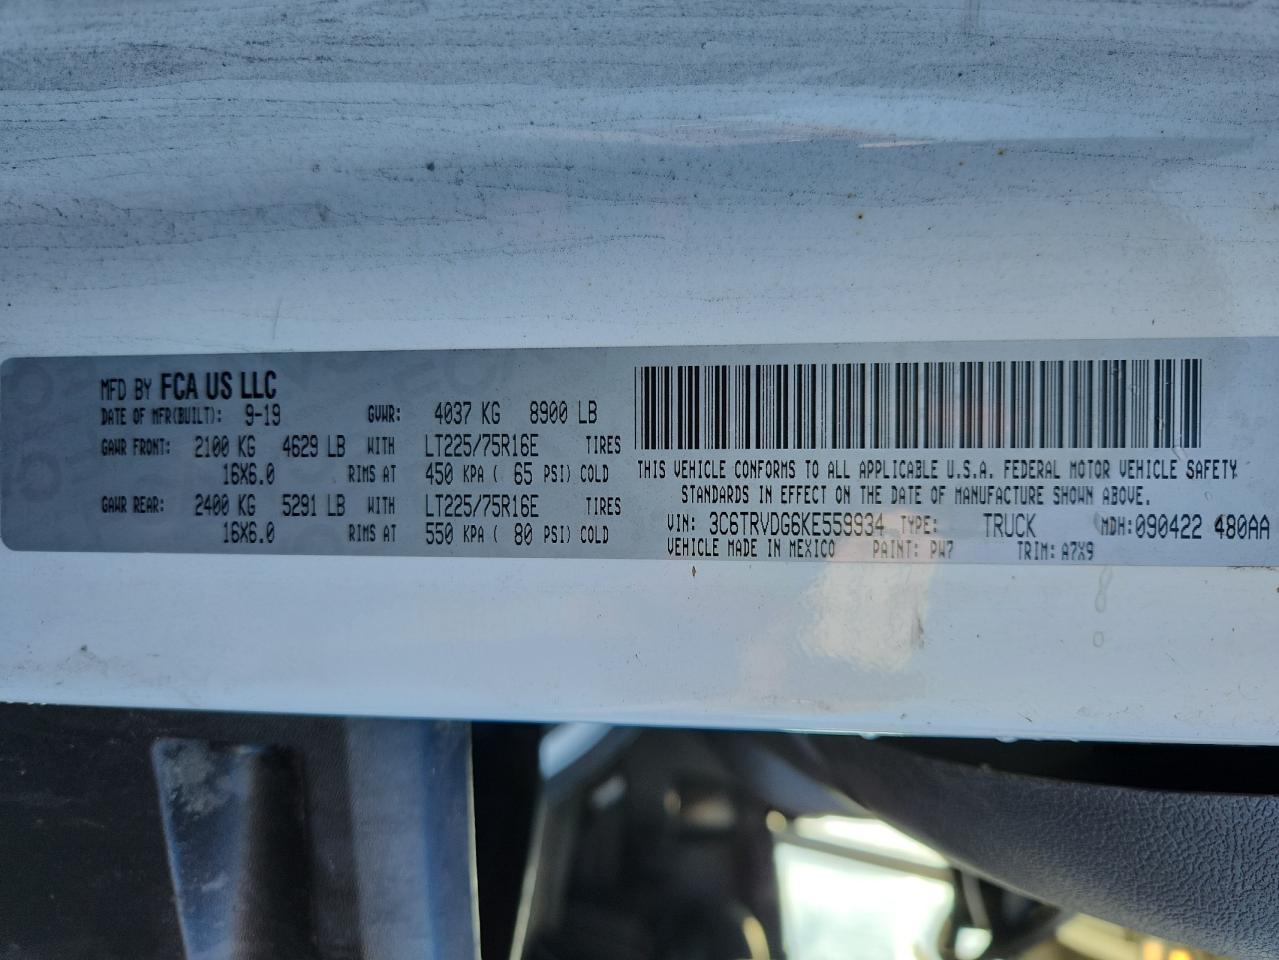 MFD BY FCA US LLC
DATE OF MFR(BUILT): 9-19 GVWR: 4037 KG 8900 LB
GAWR FRONT: 2100 KG 4629 LB WITH LT225/75R16E TIRES
16X6.0 RIMS AT 450 KPA ( 65 PSI) COLD
GAWR REAR: 2400 KG 5291 LB WITH LT225/75R16E TIRES
16X6.0 RIMS AT 550 KPA ( 80 PSI) COLD
THIS VEHICLE CONFORMS TO ALL APPLICABLE U.S.A. FEDERAL MOTOR VEHICLE SAFETY
STANDARDS IN EFFECT ON THE DATE OF MANUFACTURE SHOWN ABOVE.
VIN: 3C6TRVDG6KE559934 TYPE: TRUCK MDH:090422 480AA
VEHICLE MADE IN MEXICO PAINT: PW7 TRIM: A7X9